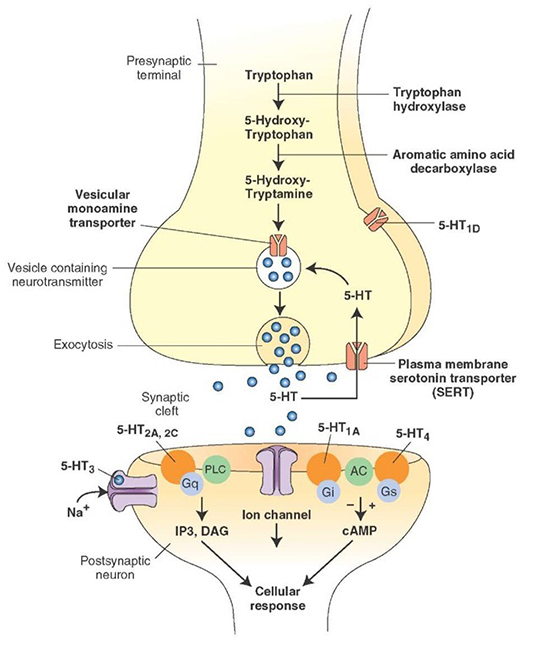 Presynaptic
terminal
Tryptophan
Tryptophan
hydroxylase
5-Hydroxy-
Tryptophan
Aromatic amino acid
decarboxylase
5-Hydroxy-
Tryptamine
Vesicular
monoamine
transporter
5-HT1D
Vesicle containing
neurotransmitter
5-HT
Exocytosis
Plasma membrane
serotonin transporter
(SERT)
5-HT
Synaptic
cleft
5-HT2A, 2C
5-HT1A
5-HT4
5-HT3
PLC
AC
Gq
Gi
Gs
Na+
– +
Ion channel
IP3, DAG
cAMP
Postsynaptic
neuron
Cellular
response